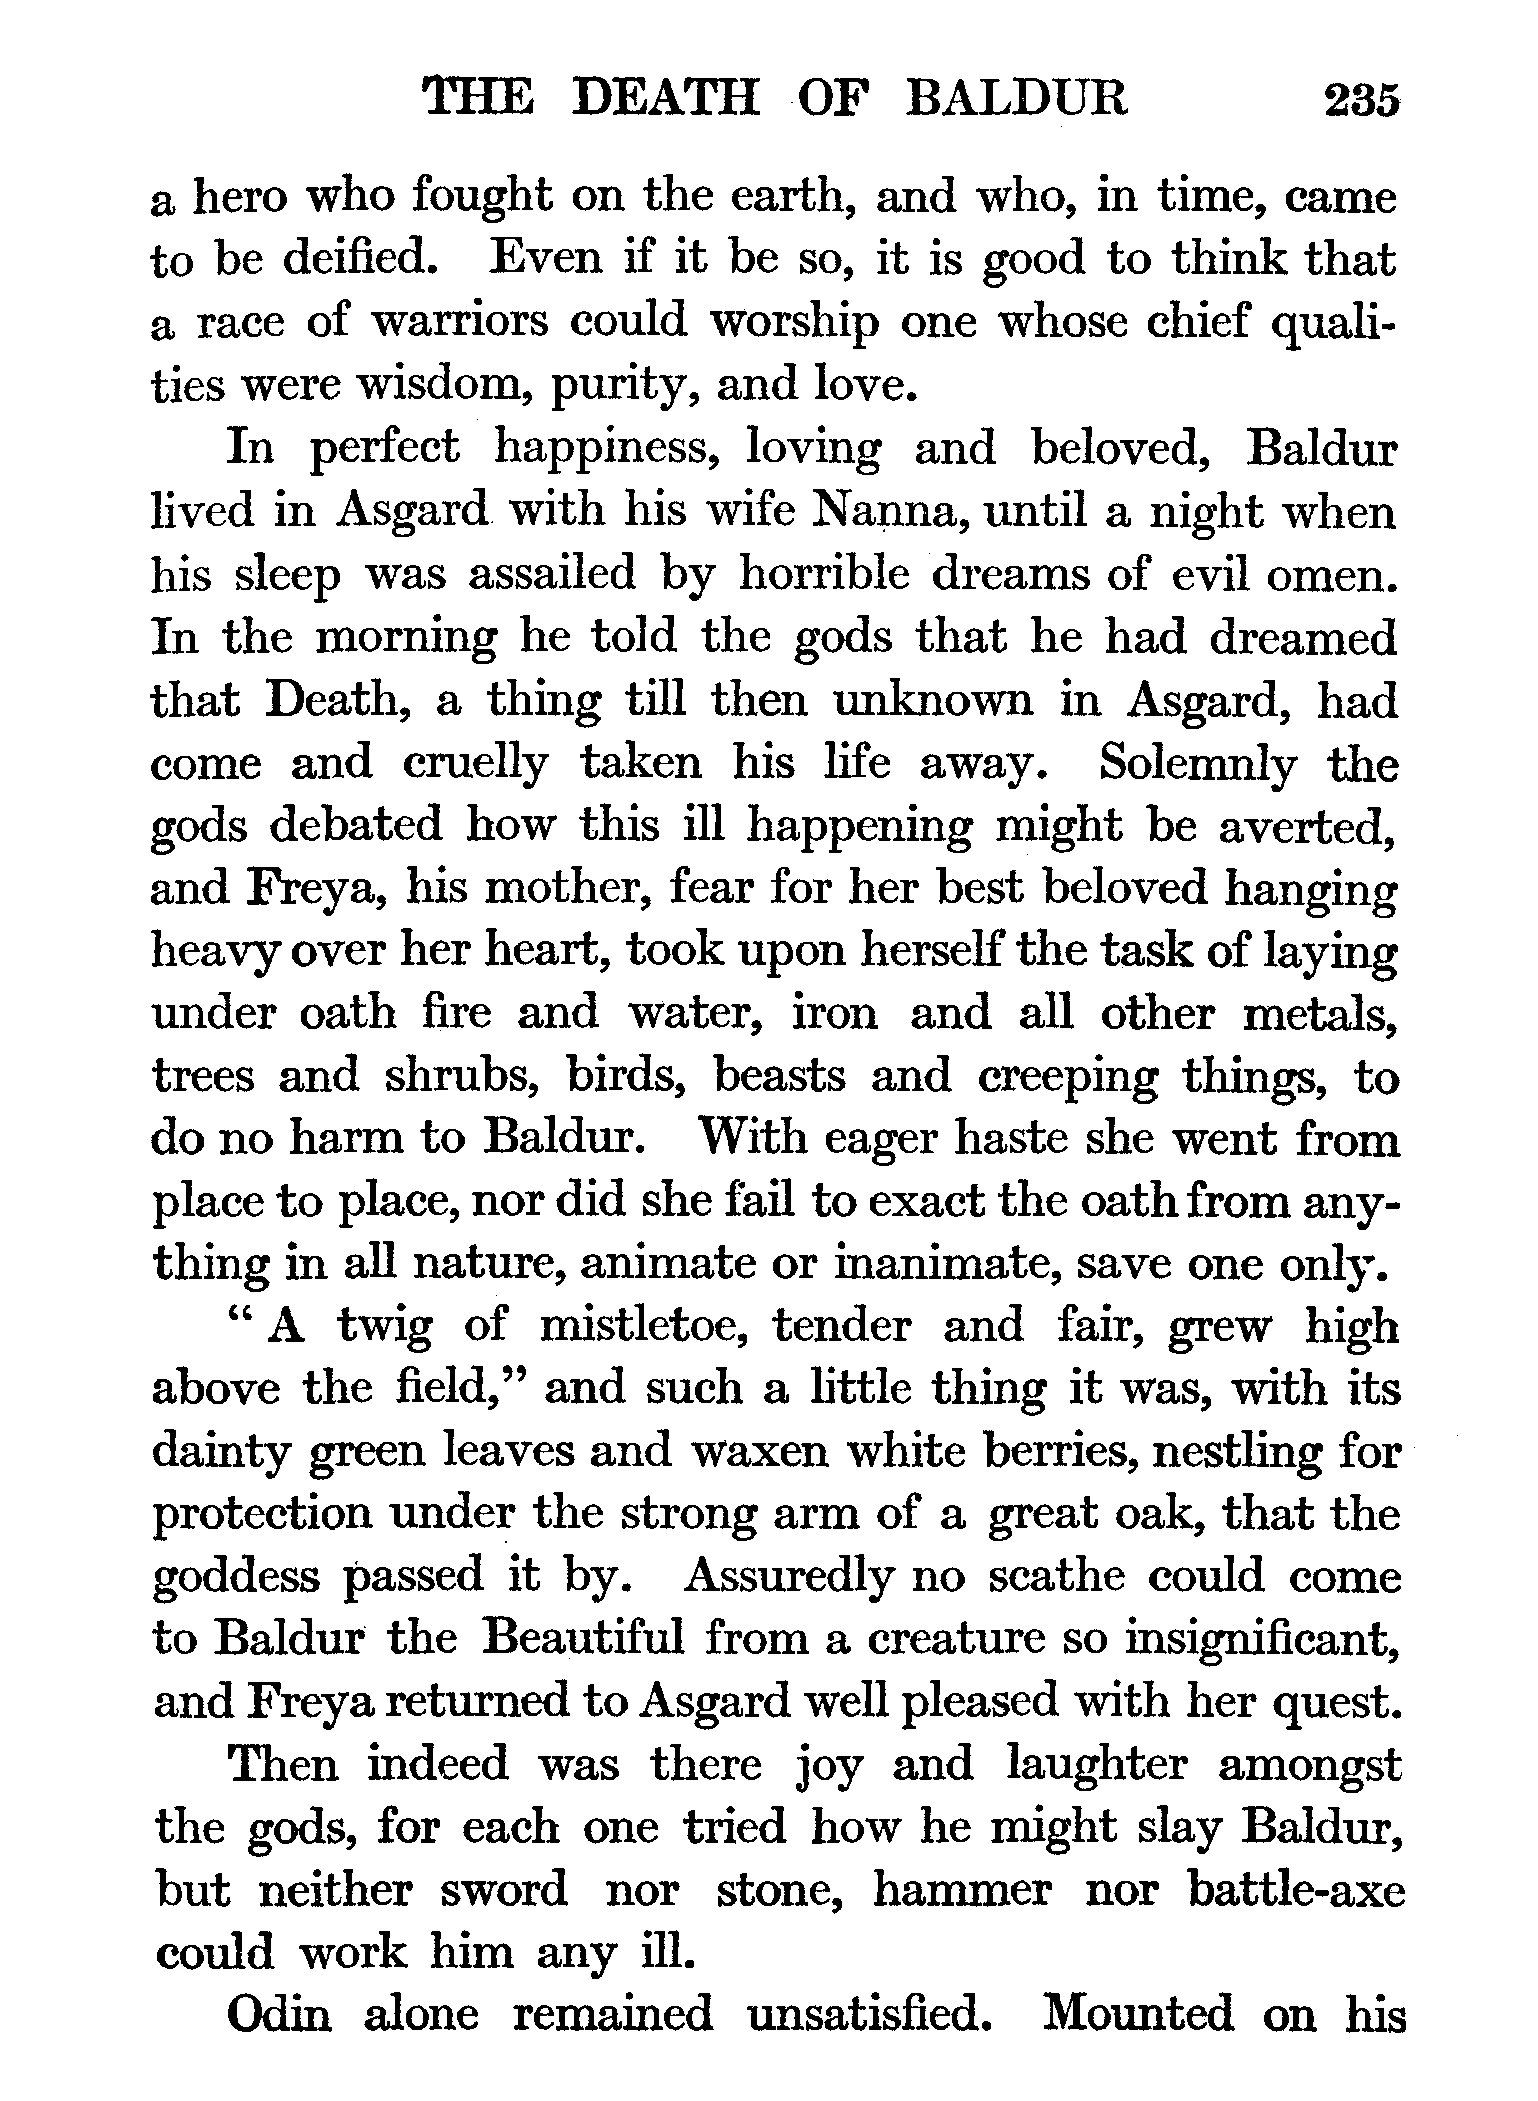 THE DEATH OF BALDUR 235
a hero who fought on the earth, and who, in time, came
to be deified. Even if it be so, it is good to think that
a race of warriors could worship one whose chief quali-
ties were wisdom, purity, and love.
In perfect happiness, loving and beloved, Baldur
lived in Asgard with his wife Nanna, until a night when
his sleep was assailed by horrible dreams of evil omen.
In the morning he told the gods that he had dreamed
that Death, a thing till then unknown in Asgard, had
come and cruelly taken his life away. Solemnly the
gods debated how this ill happening might be averted,
and Freya, his mother, fear for her best beloved hanging
heavy over her heart, took upon herself the task of laying
under oath fire and water, iron and all other metals,
trees and shrubs, birds, beasts and creeping things, to
do no harm to Baldur. With eager haste she went from
place to place, nor did she fail to exact the oath from any-
thing in all nature, animate or inanimate, save one only.
“ A twig of mistletoe, tender and fair, grew high
above the field,” and such a little thing it was, with its
dainty green leaves and waxen white berries, nestling for
protection under the strong arm of a great oak, that the
goddess passed it by. Assuredly no scathe could come
to Baldur the Beautiful from a creature so insignificant,
and Freya returned to Asgard well pleased with her quest.
Then indeed was there joy and laughter amongst
the gods, for each one tried how he might slay Baldur,
but neither sword nor stone, hammer nor battle-axe
could work him any ill.
Odin alone remained unsatisfied. Mounted on his